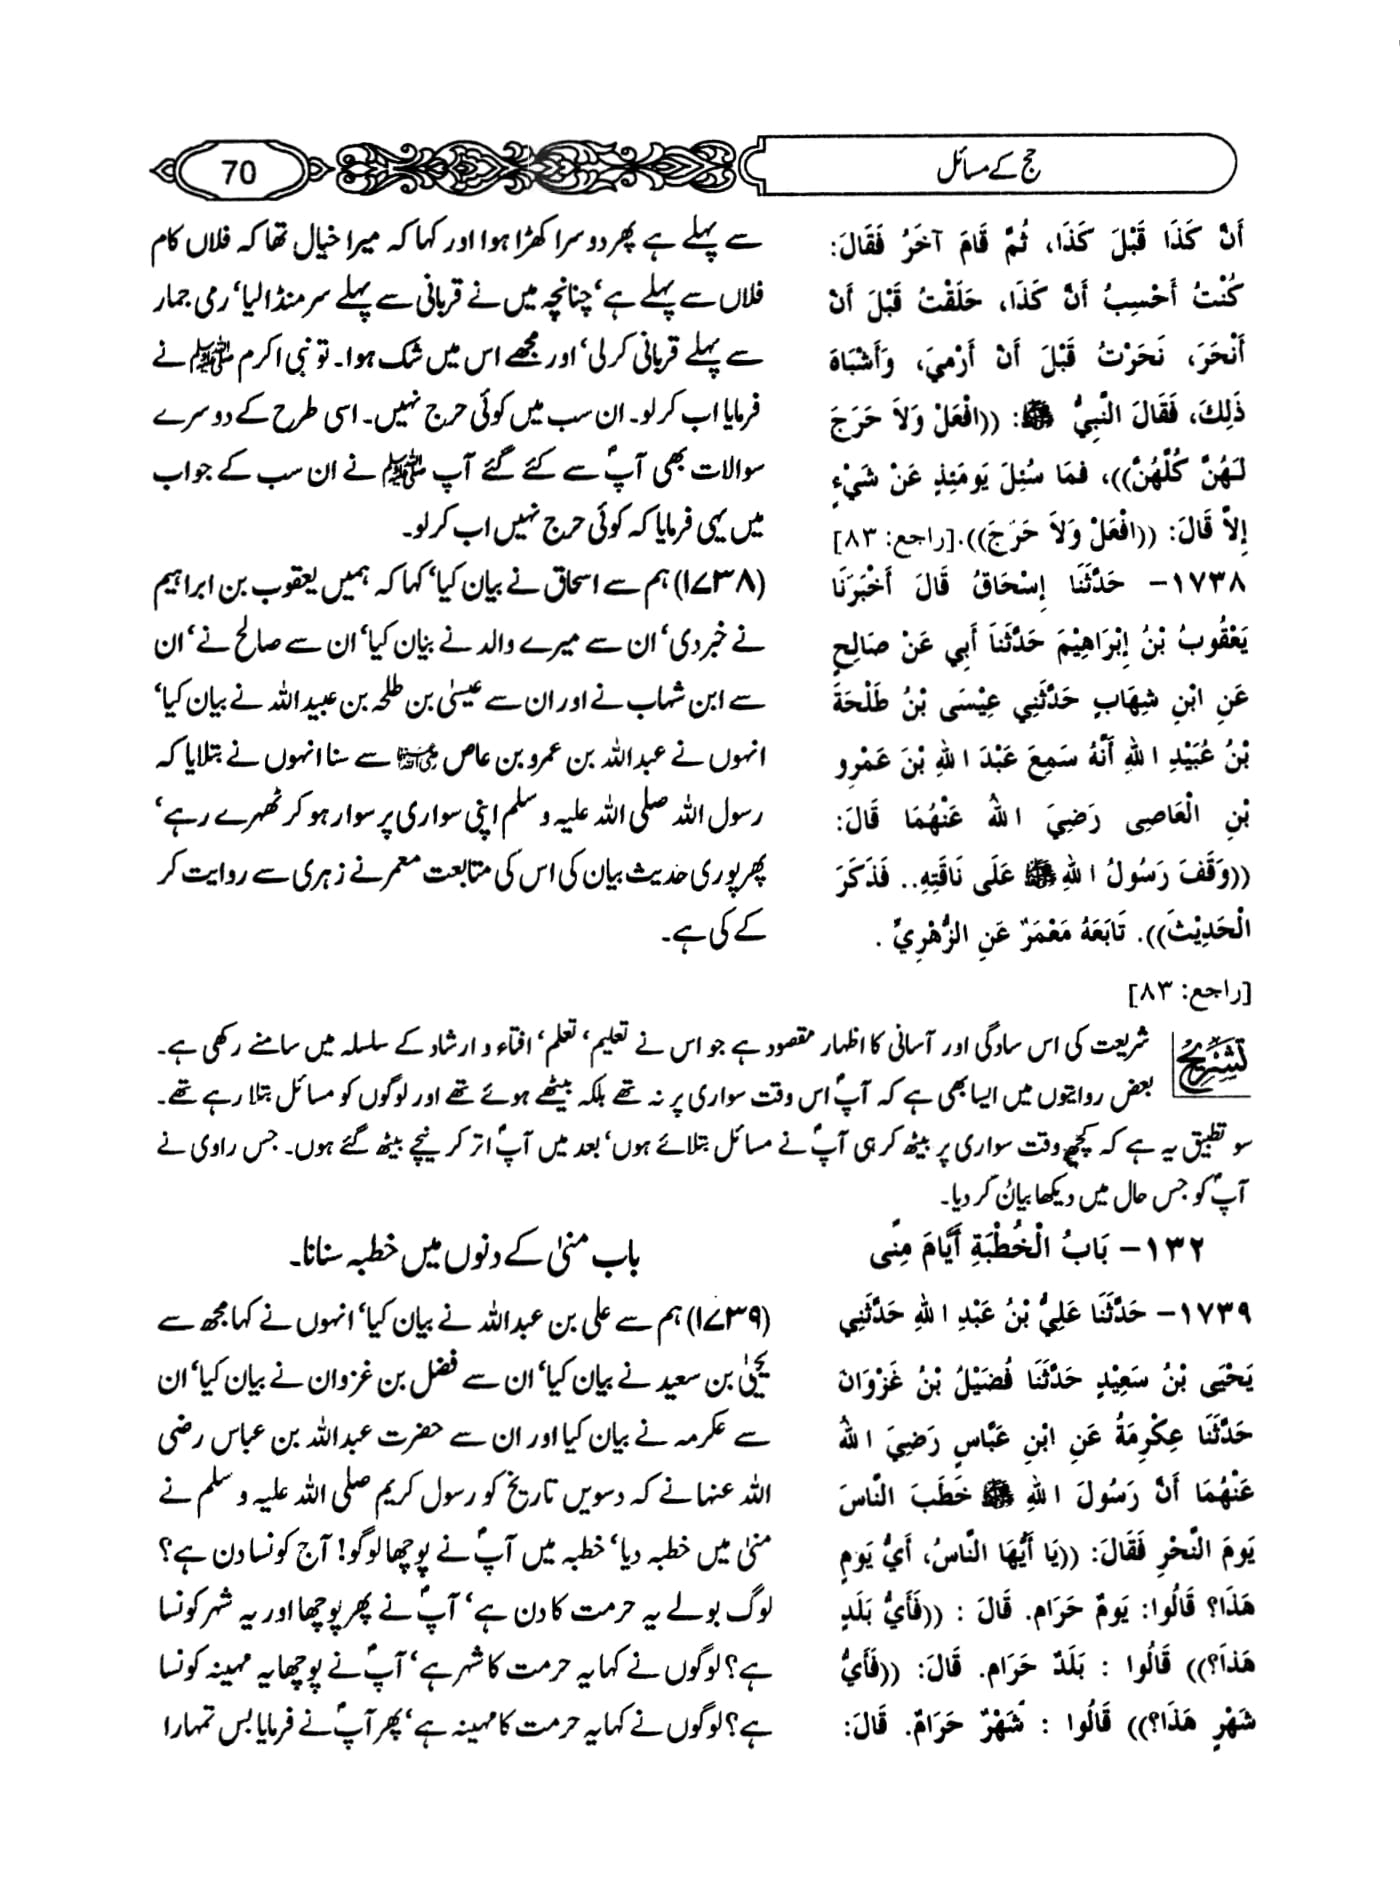 حج کے مسائل
70
أَنَّ كَذَا قَبْلَ كَذَا، ثُمَّ قَامَ آخَرُ فَقَالَ:
كُنْتُ أَحْسِبُ أَنَّ كَذَا، حَلَقْتُ قَبْلَ أَنْ
أَنْحَرَ، نَحَرْتُ قَبْلَ أَنْ أَرْمِيَ، وَأَشْبَاهَ
ذَلِكَ، فَقَالَ النَّبِيُّ ﷺ: ((افْعَلْ وَلاَ حَرَجَ
لَهُنَّ كُلِّهُنَّ))، فَمَا سُئِلَ يَومَئِذٍ عَنْ شَيْءٍ
إِلاَّ قَالَ: ((افْعَلْ وَلاَ حَرَجَ)).[راجع: ٨٣]
١٧٣٨- حَدَّثَنَا إِسْحَاقُ قَالَ أَخْبَرَنَا
يَعْقُوبُ بْنُ إِبْرَاهِيْمَ حَدَّثَنَا أَبِي عَنْ صَالِحٍ
عَنِ ابْنِ شِهَابٍ حَدَّثَنِي عِيْسَى بْنُ طَلْحَةَ
بْنُ عُبَيْدِ اللهِ أَنَّهُ سَمِعَ عَبْدَ اللهِ بْنَ عَمْرِو
بْنِ الْعَاصِى رَضِيَ اللهُ عَنْهُمَا قَالَ:
((وَقَفَ رَسُولُ اللهِ ﷺ عَلَى نَاقَتِهِ.. فَذَكَرَ
الْحَدِيْثَ)). تَابَعَهُ مَعْمَرٌ عَنِ الزُّهْرِيِّ .
[راجع: ٨٣]
سے پہلے ہے پھر دوسرا کھڑا ہوا اور کہا کہ میرا خیال تھا کہ فلاں کام
فلاں سے پہلے ہے‘ چنانچہ میں نے قربانی سے پہلے سر منڈا لیا‘ رمی جمار
سے پہلے قربانی کر لی‘ اور مجھے اس میں شک ہوا۔ تو نبی اکرم ﷺ نے
فرمایا اب کر لو۔ ان سب میں کوئی حرج نہیں۔ اسی طرح کے دوسرے
سوالات بھی آپؐ سے کئے گئے آپ ﷺ نے ان سب کے جواب
میں یہی فرمایا کہ کوئی حرج نہیں اب کر لو۔
(۱۷۳۸) ہم سے اسحاق نے بیان کیا‘ کہا کہ ہمیں یعقوب بن ابراہیم
نے خبر دی‘ ان سے میرے والد نے بیان کیا‘ ان سے صالح نے‘ ان
سے ابن شہاب نے اور ان سے عیسیٰ بن طلحہ بن عبید اللہ نے بیان کیا‘
انہوں نے عبداللہ بن عمرو بن عاص رضی اللہ عنہما سے سنا انہوں نے بتلایا کہ
رسول اللہ صلی اللہ علیہ و سلم اپنی سواری پر سوار ہو کر ٹھہرے رہے‘
پھر پوری حدیث بیان کی اس کی متابعت معمر نے زہری سے روایت کر
کے کی ہے۔
تَشْرِيح شریعت کی اس سادگی اور آسانی کا اظہار مقصود ہے جو اس نے تعلیم‘ تعلم‘ افتاء و ارشاد کے سلسلہ میں سامنے رکھی ہے۔
بعض روایتوں میں ایسا بھی ہے کہ آپؐ اس وقت سواری پر نہ تھے بلکہ بیٹھے ہوئے تھے اور لوگوں کو مسائل بتلا رہے تھے۔
سو تطبیق یہ ہے کہ کچھ وقت سواری پر بیٹھ کر ہی آپؐ نے مسائل بتلائے ہوں‘ بعد میں آپؐ اتر کر نیچے بیٹھ گئے ہوں۔ جس راوی نے
آپؐ کو جس حال میں دیکھا بیان کر دیا۔
١٣٢- بَابُ الْخُطْبَةِ أَيَّامَ مِنًى
باب منیٰ کے دنوں میں خطبہ سنانا۔
١٧٣٩- حَدَّثَنَا عَلِيُّ بْنُ عَبْدِ اللهِ حَدَّثَنِي
يَحْيَى بْنُ سَعِيْدٍ حَدَّثَنَا فُضَيْلُ بْنُ غَزْوَانَ
حَدَّثَنَا عِكْرِمَةُ عَنِ ابْنِ عَبَّاسٍ رَضِيَ اللهُ
عَنْهُمَا أَنَّ رَسُولَ اللهِ ﷺ خَطَبَ النَّاسَ
يَومَ النَّحْرِ فَقَالَ: ((يَا أَيُّهَا النَّاسُ، أَيُّ يَومٍ
هَذَا؟ قَالُوا: يَومٌ حَرَام. قَالَ : ((فَأَيُّ بَلَدٍ
هَذَا؟)) قَالُوا : بَلَدٌ حَرَام. قَالَ: ((فَأَيُّ
شَهْرٍ هَذَا؟)) قَالُوا : شَهْرٌ حَرَامٌ. قَالَ:
(۱۷۳۹) ہم سے علی بن عبداللہ نے بیان کیا‘ انہوں نے کہا مجھ سے
یحییٰ بن سعید نے بیان کیا‘ ان سے فضل بن غزوان نے بیان کیا‘ ان
سے عکرمہ نے بیان کیا اور ان سے حضرت عبداللہ بن عباس رضی
اللہ عنہما نے کہ دسویں تاریخ کو رسول کریم صلی اللہ علیہ و سلم نے
منیٰ میں خطبہ دیا‘ خطبہ میں آپؐ نے پوچھا لوگو! آج کونسا دن ہے؟
لوگ بولے یہ حرمت کا دن ہے‘ آپؐ نے پھر پوچھا اور یہ شہر کونسا
ہے؟ لوگوں نے کہا یہ حرمت کا شہر ہے‘ آپؐ نے پوچھا یہ مہینہ کونسا
ہے؟ لوگوں نے کہا یہ حرمت کا مہینہ ہے‘ پھر آپؐ نے فرمایا بس تمہارا